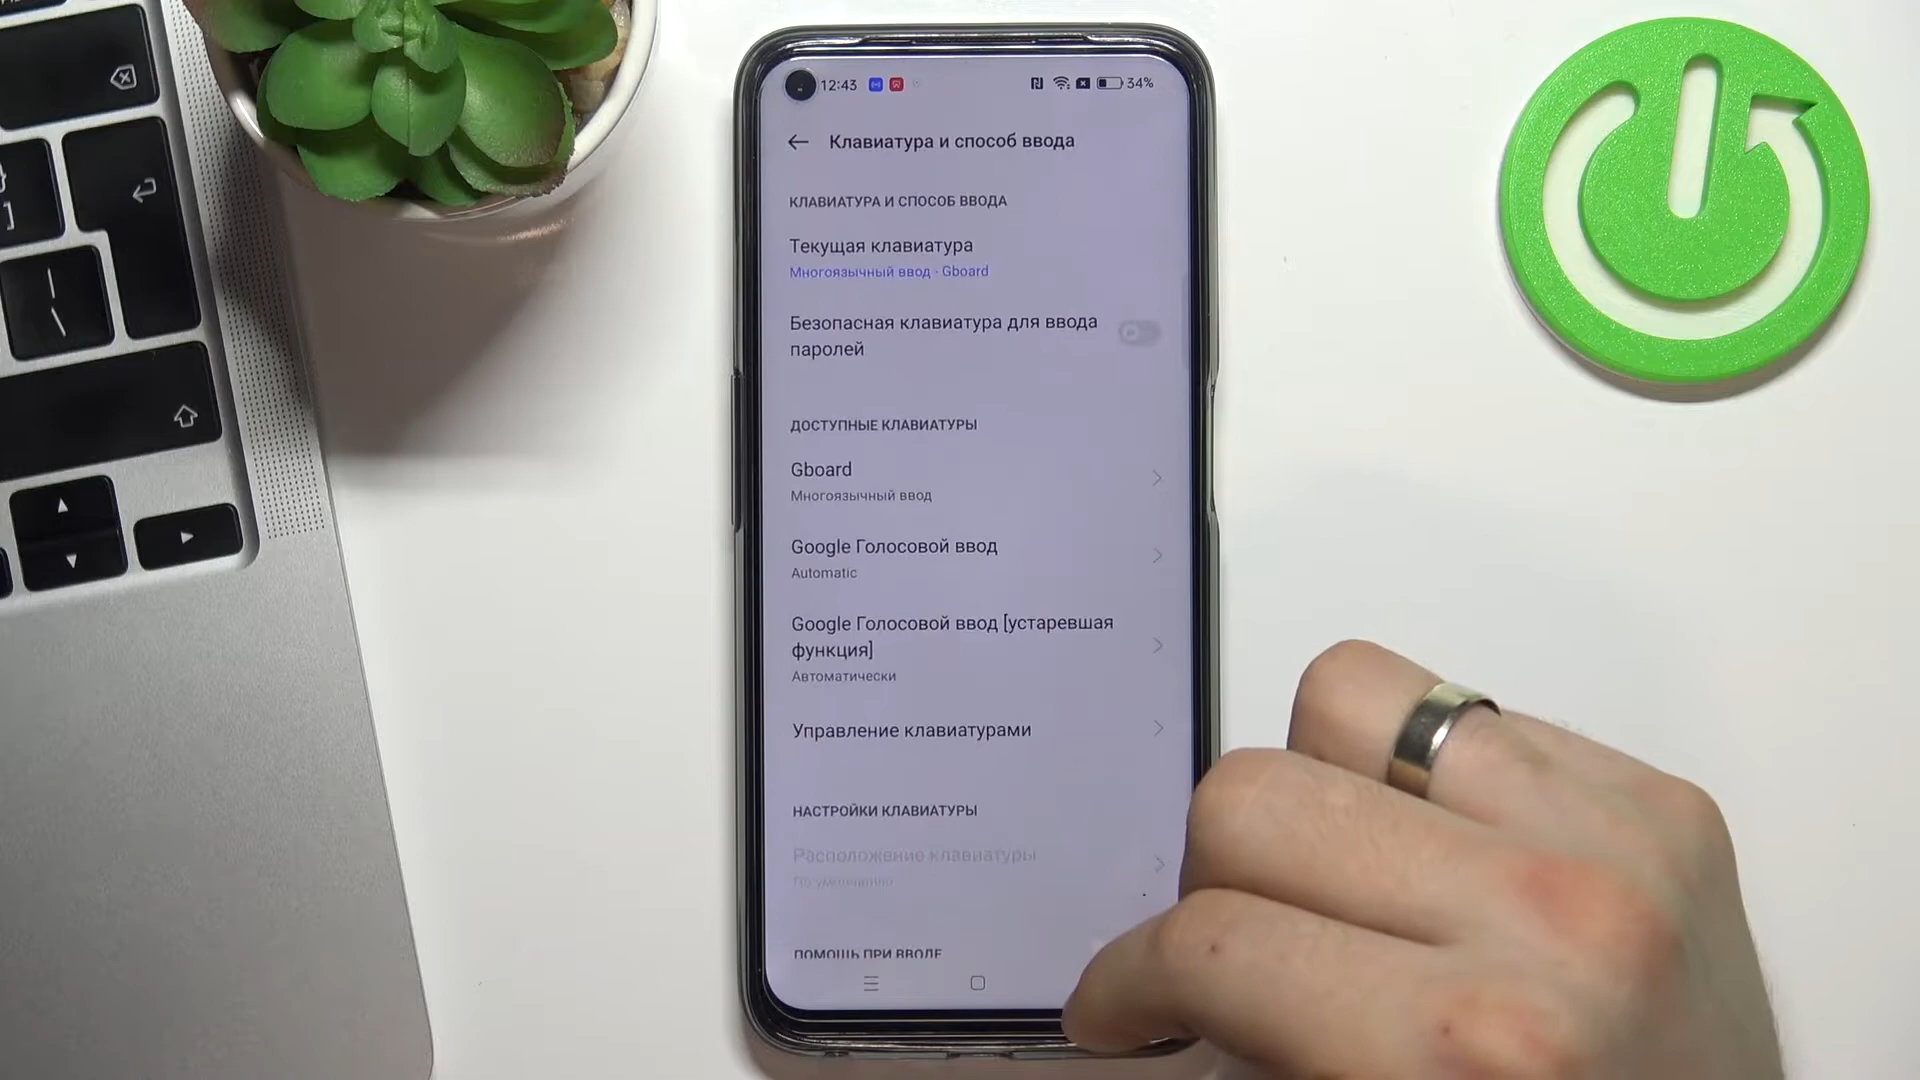 12:43
34%
Клавиатура и способ ввода
КЛАВИАТУРА И СПОСОБ ВВОДА
Текущая клавиатура
Многоязычный ввод · Gboard
Безопасная клавиатура для ввода
паролей
ДОСТУПНЫЕ КЛАВИАТУРЫ
Gboard
Многоязычный ввод
Google Голосовой ввод
Automatic
Google Голосовой ввод [устаревшая
функция]
Автоматически
Управление клавиатурами
НАСТРОЙКИ КЛАВИАТУРЫ
Расположение клавиатуры
По умолчанию
ПОМОЩЬ ПРИ ВВОДЕ